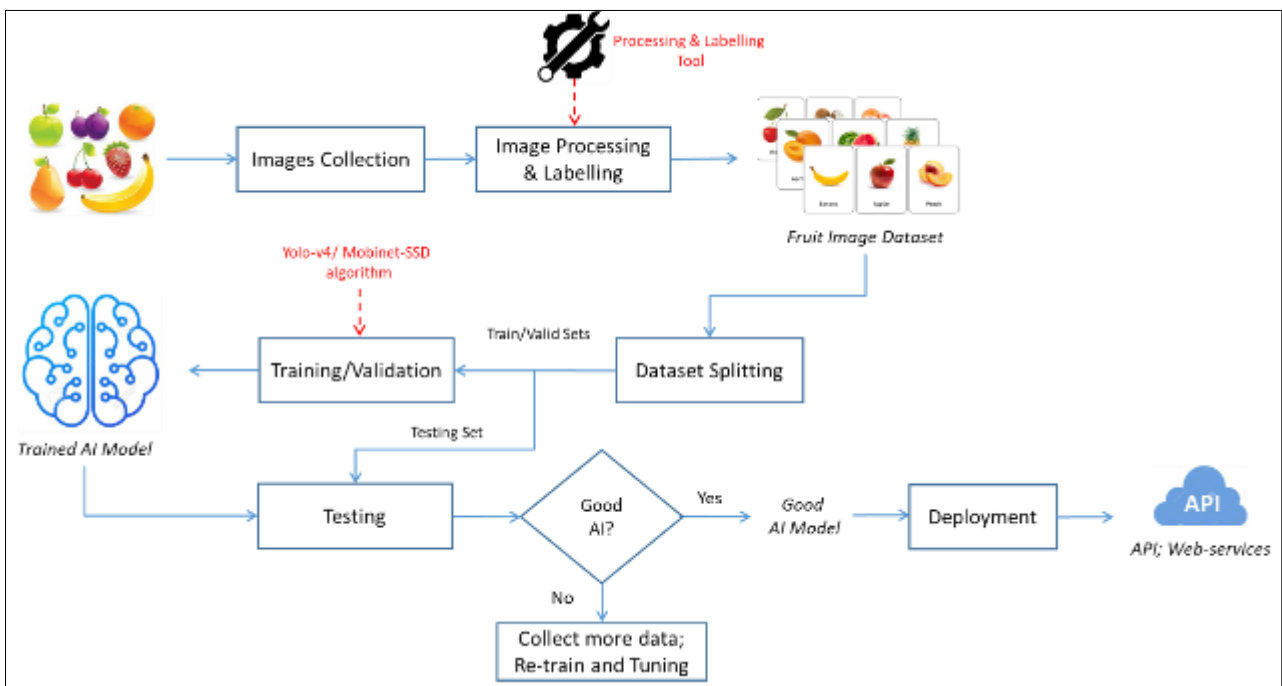 Processing & Labelling
Tool
Images Collection
Image Processing
& Labelling
Banana
Apple
Peach
Fruit Image Dataset
Yolo-v4/ Mobinet-SSD
algorithm
Train/Valid Sets
Training/Validation
Dataset Splitting
Testing Set
Trained AI Model
Testing
Good
AI?
Yes
Good
AI Model
Deployment
API
API; Web-services
No
Collect more data;
Re-train and Tuning